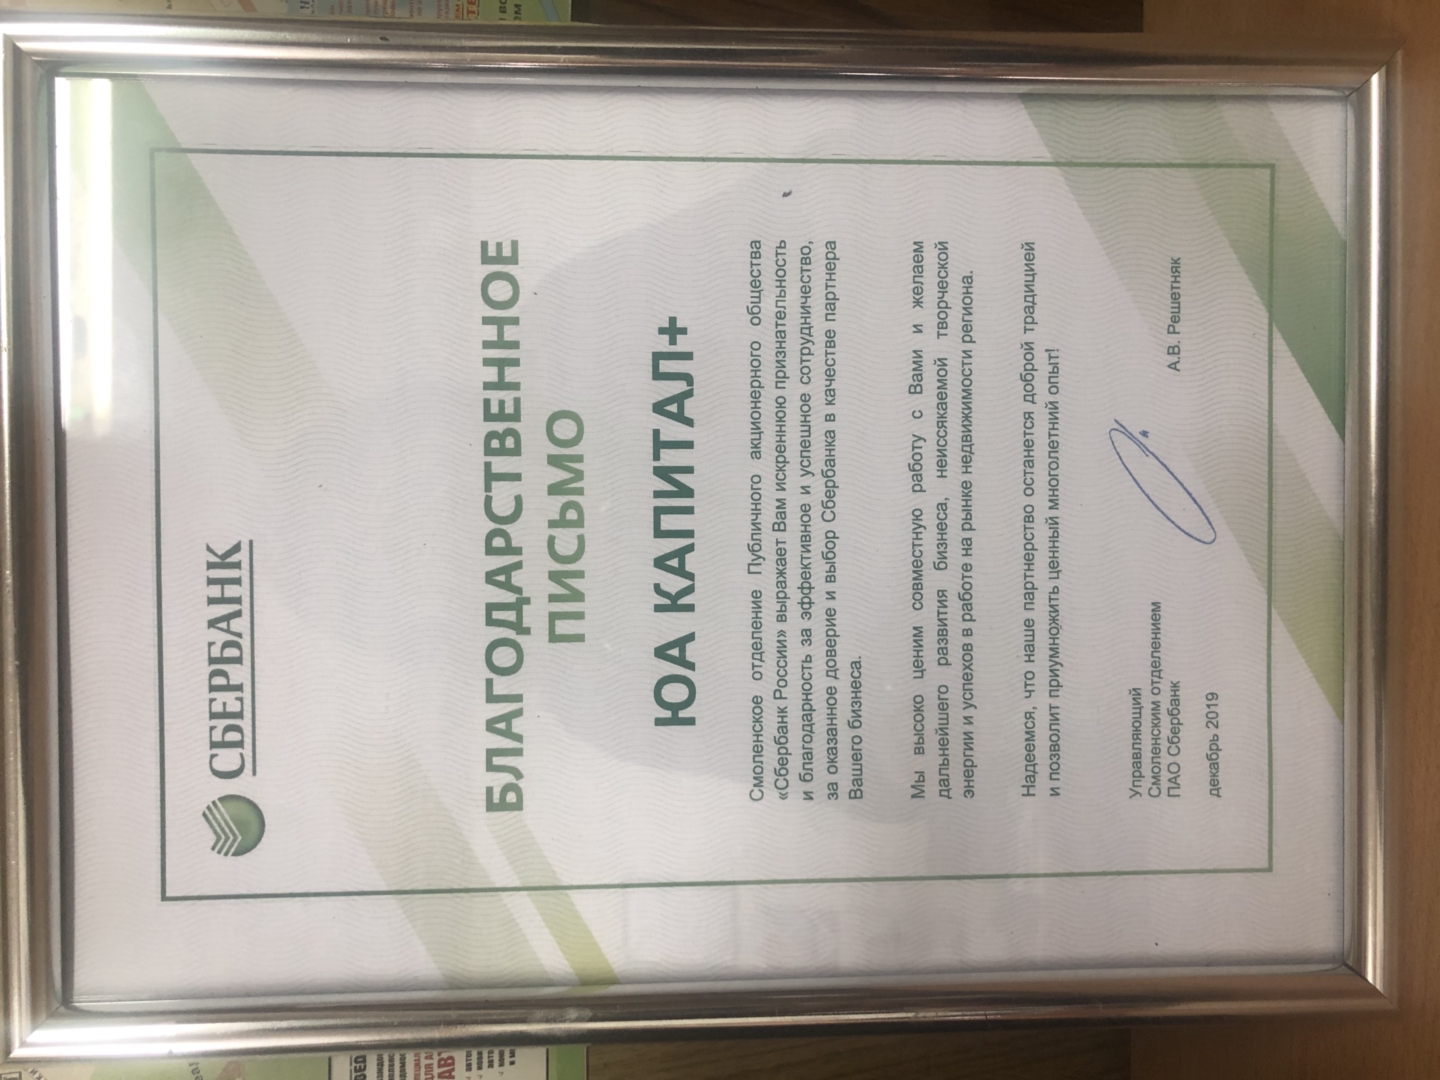 СБЕРБАНК
БЛАГОДАРСТВЕННОЕ
ПИСЬМО
ЮА КАПИТАЛ+
Смоленское отделение Публичного акционерного общества
«Сбербанк России» выражает Вам искреннюю признательность
и благодарность за эффективное и успешное сотрудничество,
за оказанное доверие и выбор Сбербанка в качестве партнера
Вашего бизнеса.
Мы высоко ценим совместную работу с Вами и желаем
дальнейшего развития бизнеса, неиссякаемой творческой
энергии и успехов в работе на рынке недвижимости региона.
Надеемся, что наше партнерство останется доброй традицией
и позволит приумножить ценный многолетний опыт!
Управляющий
Смоленским отделением
ПАО Сбербанк
А.В. Решетняк
декабрь 2019